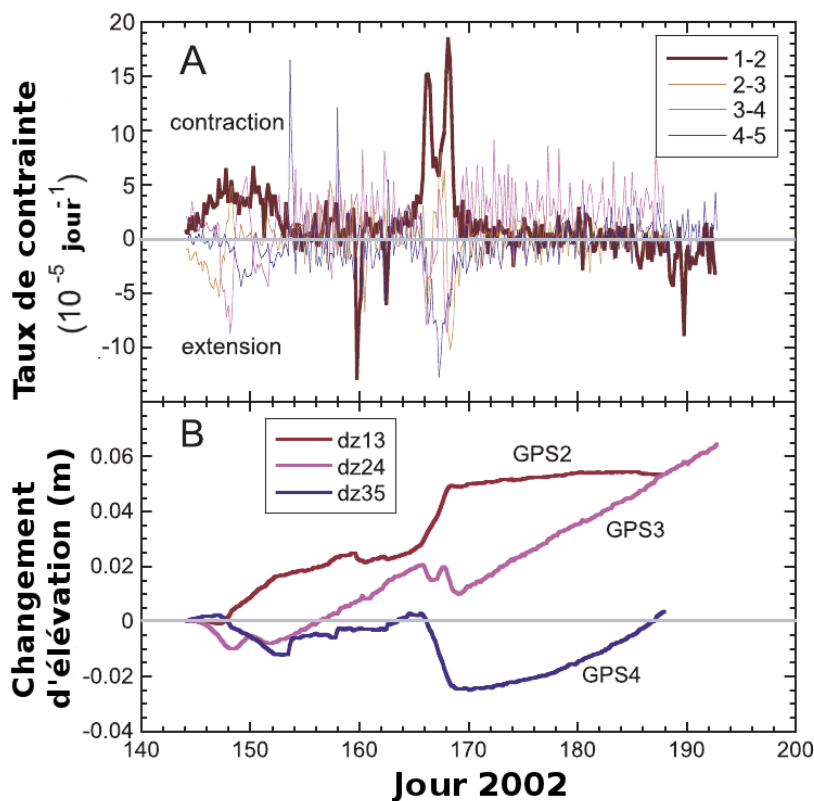 A
contraction
extension
1-2
2-3
3-4
4-5
Taux de contrainte
(10⁻⁵ jour⁻¹)
20
15
10
5
0
-5
-10
B
dz13
dz24
dz35
GPS2
GPS3
GPS4
Changement
d'élévation (m)
0.06
0.04
0.02
0
-0.02
-0.04
140 150 160 170 180 190 200
Jour 2002